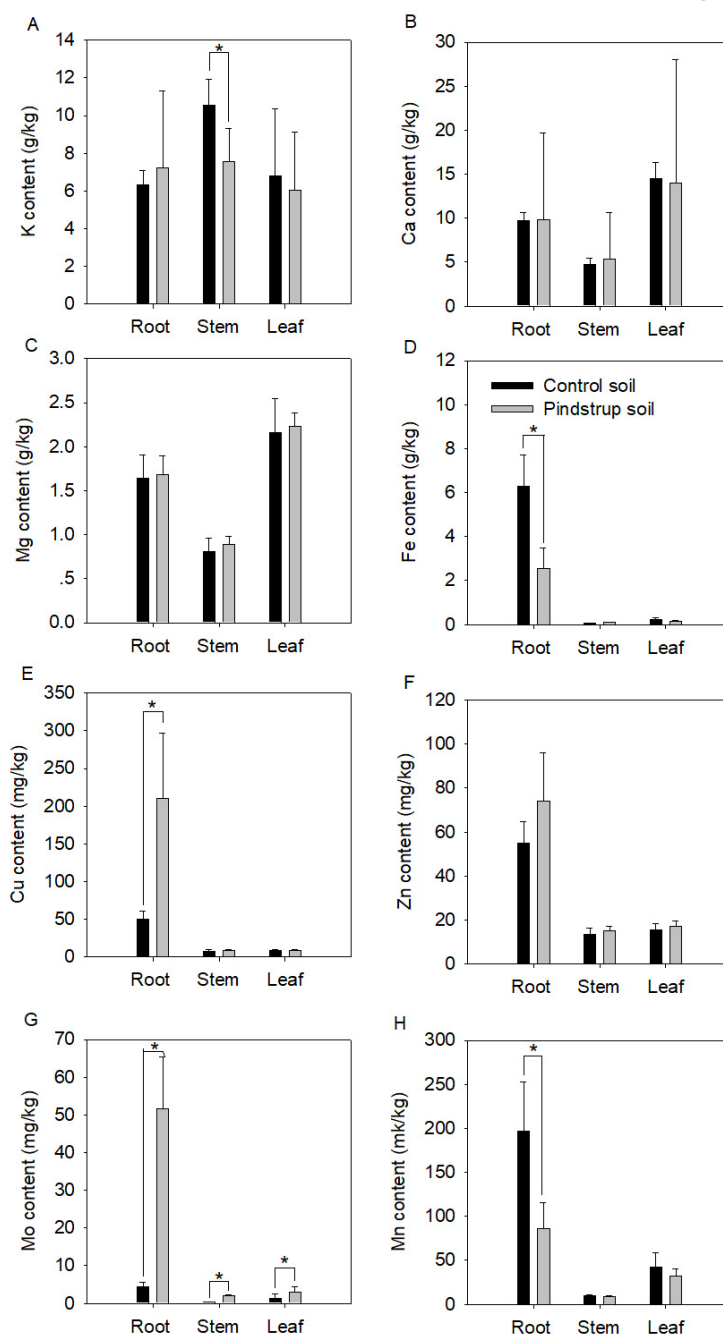 A
K content (g/kg)
14
12
10
8
6
4
2
0
*
Root Stem Leaf
B
Ca content (g/kg)
30
25
20
15
10
5
0
Root Stem Leaf
C
Mg content (g/kg)
3.0
2.5
2.0
1.5
1.0
.5
0.0
Root Stem Leaf
D
Fe content (g/kg)
12
10
8
6
4
2
0
Control soil
Pindstrup soil
*
Root Stem Leaf
E
Cu content (mg/kg)
350
300
250
200
150
100
50
0
*
Root Stem Leaf
F
Zn content (mg/kg)
120
100
80
60
40
20
0
Root Stem Leaf
G
Mo content (mg/kg)
70
60
50
40
30
20
10
0
*
*
*
Root Stem Leaf
H
Mn content (mk/kg)
300
250
200
150
100
50
0
*
Root Stem Leaf